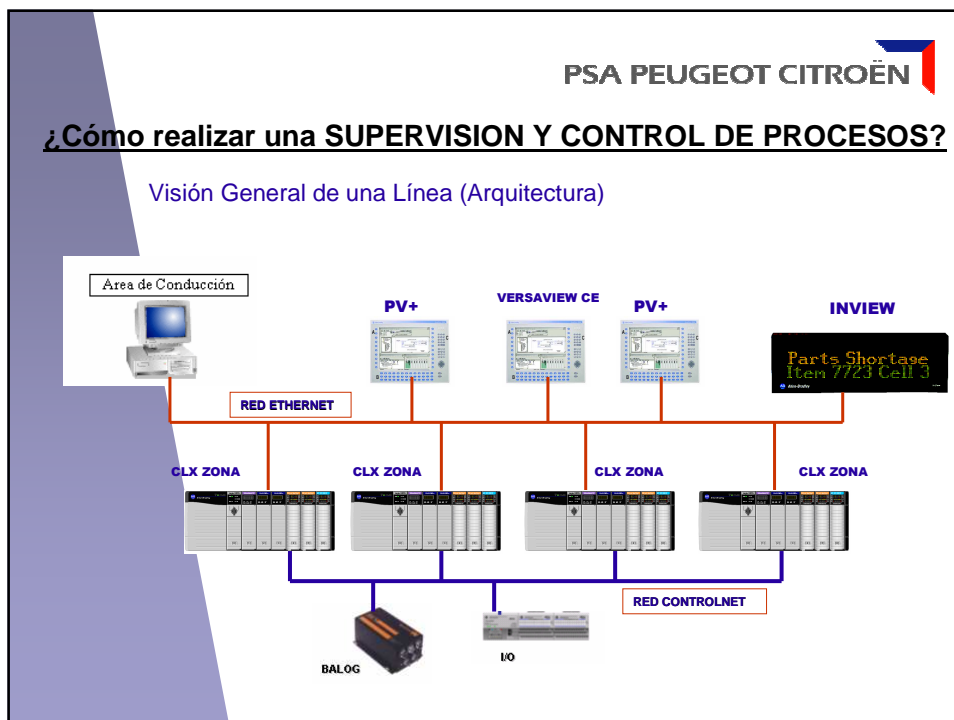 PSA PEUGEOT CITROËN
¿Cómo realizar una SUPERVISION Y CONTROL DE PROCESOS?
Visión General de una Línea (Arquitectura)
Area de Conducción
PV+
VERSAVIEW CE
PV+
INVIEW
Parts Shortage
Item 7723 Cell 3
Allen-Bradley
RED ETHERNET
CLX ZONA
CLX ZONA
CLX ZONA
CLX ZONA
RED CONTROLNET
BALOG
I/O